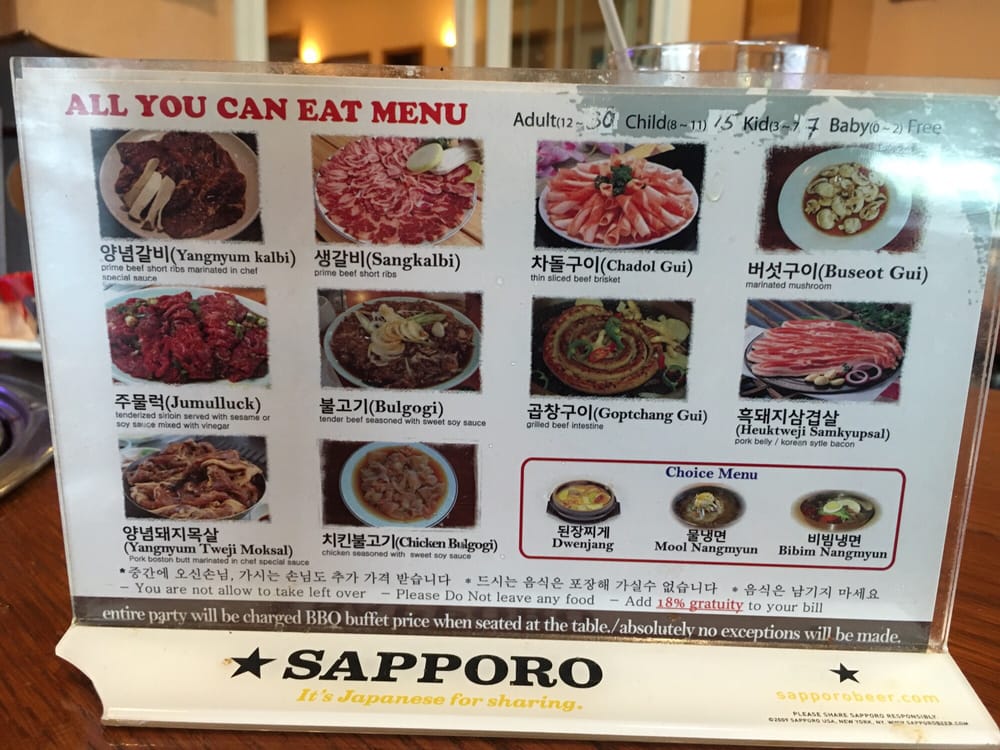 ALL YOU CAN EAT MENU
Adult(12~ 30 Child(8~11) 15 Kid(3~7 7 Baby(0~2) Free
양념갈비(Yangnyum kalbi)
prime beef short ribs marinated in chef
special sauce
생갈비(Sangkalbi)
prime beef short ribs
차돌구이(Chadol Gui)
thin sliced beef brisket
버섯구이(Buseot Gui)
marinated mushroom
주물럭(Jumulluck)
tenderized sirloin served with sesame or
soy sauce mixed with vinegar
불고기(Bulgogi)
tender beef seasoned with sweet soy sauce
곱창구이(Goptchang Gui)
grilled beef intestine
흑돼지삼겹살
(Heuktweji Samkyupsal)
pork belly / korean sytle bacon
양념돼지목살
(Yangnyum Tweji Moksal)
Pork boston butt marinated in chef special sauce
치킨불고기(Chicken Bulgogi)
chicken seasoned with sweet soy sauce
Choice Menu
된장찌게
Dwenjang
물냉면
Mool Nangmyun
비빔냉면
Bibim Nangmyun
*중간에 오신손님, 가시는 손님도 추가 가격 받습니다 * 드시는 음식은 포장해 가실수 없습니다 * 음식은 남기지 마세요
- You are not allow to take left over - Please Do Not leave any food - Add 18% gratuity to your bill
entire party will be charged BBQ buffet price when seated at the table./absolutely no exceptions will be made.
SAPPORO
It's Japanese for sharing.
sapporobeer.com
PLEASE SHARE SAPPORO RESPONSIBLY
©2009 SAPPORO USA, NEW YORK, NY. WWW.SAPPOROBEER.COM